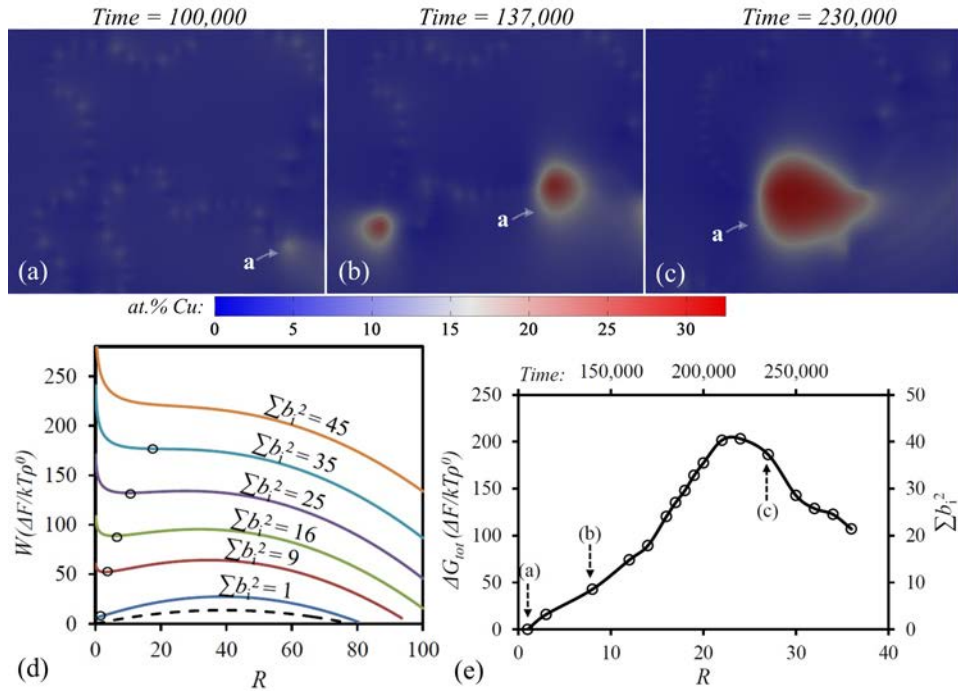 Time = 100,000
Time = 137,000
Time = 230,000
a
a
a
(a)
(b)
(c)
at.% Cu:
0
5
10
15
20
25
30
W(ΔF/kTρ⁰)
250
200
150
100
50
0
∑bᵢ²= 45
∑bᵢ²= 35
∑bᵢ²= 25
∑bᵢ²= 16
∑bᵢ²= 9
∑bᵢ²= 1
0 20 40 60 80 100
R
(d)
Time: 150,000 200,000 250,000
ΔG_tot (ΔF/kTρ⁰)
250
200
150
100
50
0
(a)
(b)
(c)
50
40
30
20
10
0
∑bᵢ²
0 10 20 30 40
R
(e)